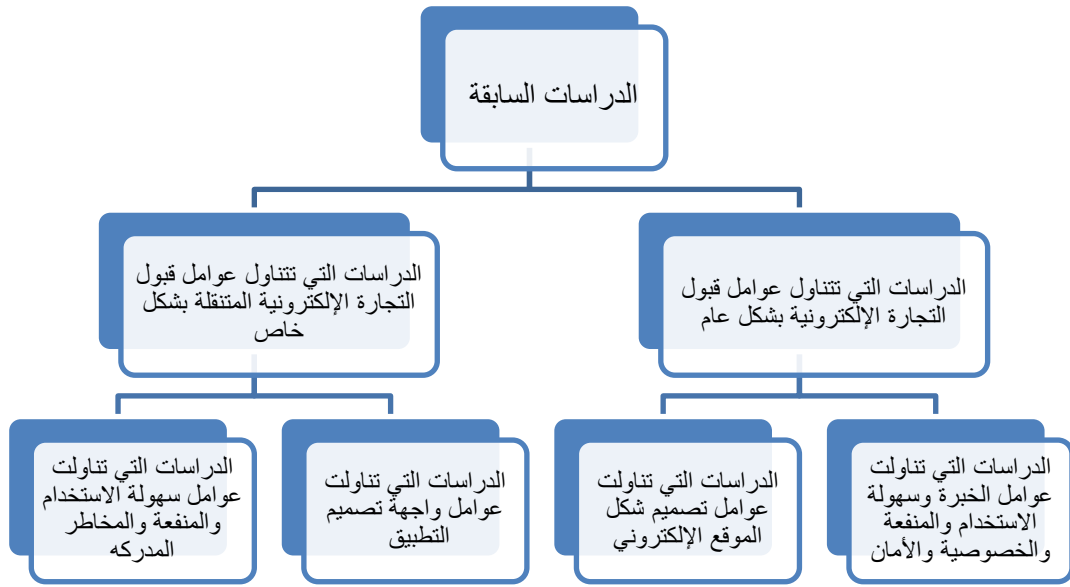 الدراسات السابقة
الدراسات التي تتناول عوامل قبول
التجارة الإلكترونية بشكل عام
الدراسات التي تتناول عوامل قبول
التجارة الإلكترونية المتنقلة بشكل
خاص
الدراسات التي تناولت
عوامل الخبرة وسهولة
الاستخدام والمنفعة
والخصوصية والأمان
الدراسات التي تناولت
عوامل تصميم شكل
الموقع الإلكتروني
الدراسات التي تناولت
عوامل واجهة تصميم
التطبيق
الدراسات التي تناولت
عوامل سهولة الاستخدام
والمنفعة والمخاطر
المدركه